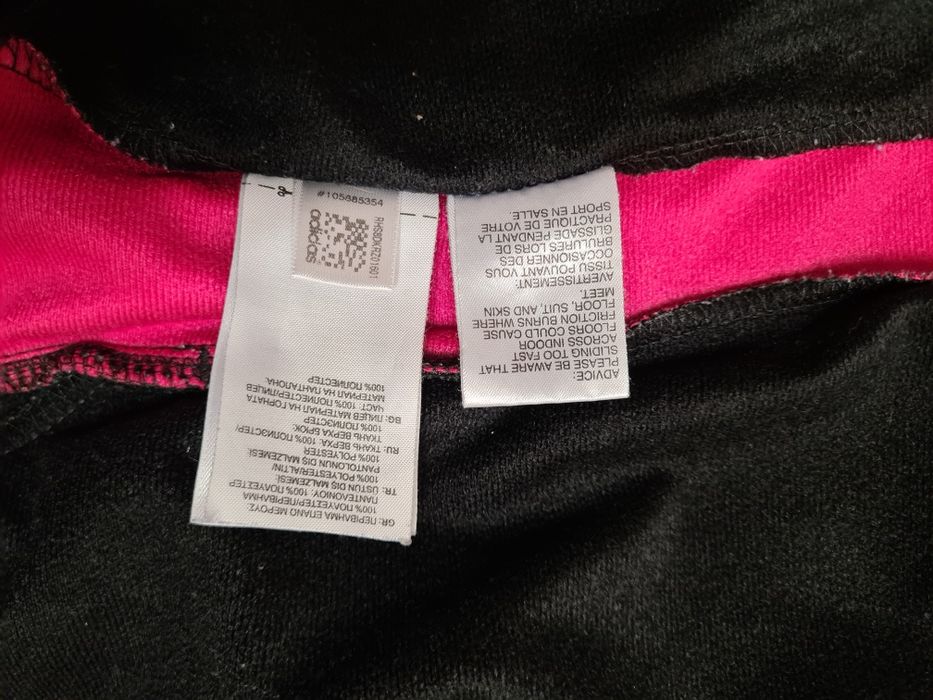 #105885354
RHS8DKRZ01601
adidas
GR: ΠΕΡΙΒΛΗΜΑ ΕΠΑΝΩ ΜΕΡΟΥΣ:
100% ΠΟΛΥΕΣΤΕΡ/ΠΕΡΙΒΛΗΜΑ
ΠΑΝΤΕΛΟΝΙΟΥ: 100% ΠΟΛΥΕΣΤΕΡ
TR: ÜSTÜN DIŞ MALZEMESI:
100% POLYESTER/ALTIN/
PANTOLONUN DIŞ MALZEMESI:
100% POLYESTER
RU: ТКАНЬ ВЕРХА: 100% ПОЛИЭСТЕР/
ТКАНЬ ВЕРХА БРЮК:
100% ПОЛИЭСТЕР
BG: ЛИЦЕВ МАТЕРИАЛ НА ГОРНАТА
ЧАСТ: 100% ПОЛИЕСТЕР/ЛИЦЕВ
МАТЕРИАЛ НА ПАНТАЛОНА:
100% ПОЛИЕСТЕР
ADVICE:
PLEASE BE AWARE THAT
SLIDING TOO FAST
ACROSS INDOOR
FLOORS COULD CAUSE
FRICTION BURNS WHERE
FLOOR, SUIT, AND SKIN
MEET.
AVERTISSEMENT:
TISSU POUVANT VOUS
OCCASIONNER DES
BRULURES LORS DE
GLISSADE PENDANT LA
PRACTIQUE DE VOTRE
SPORT EN SALLE